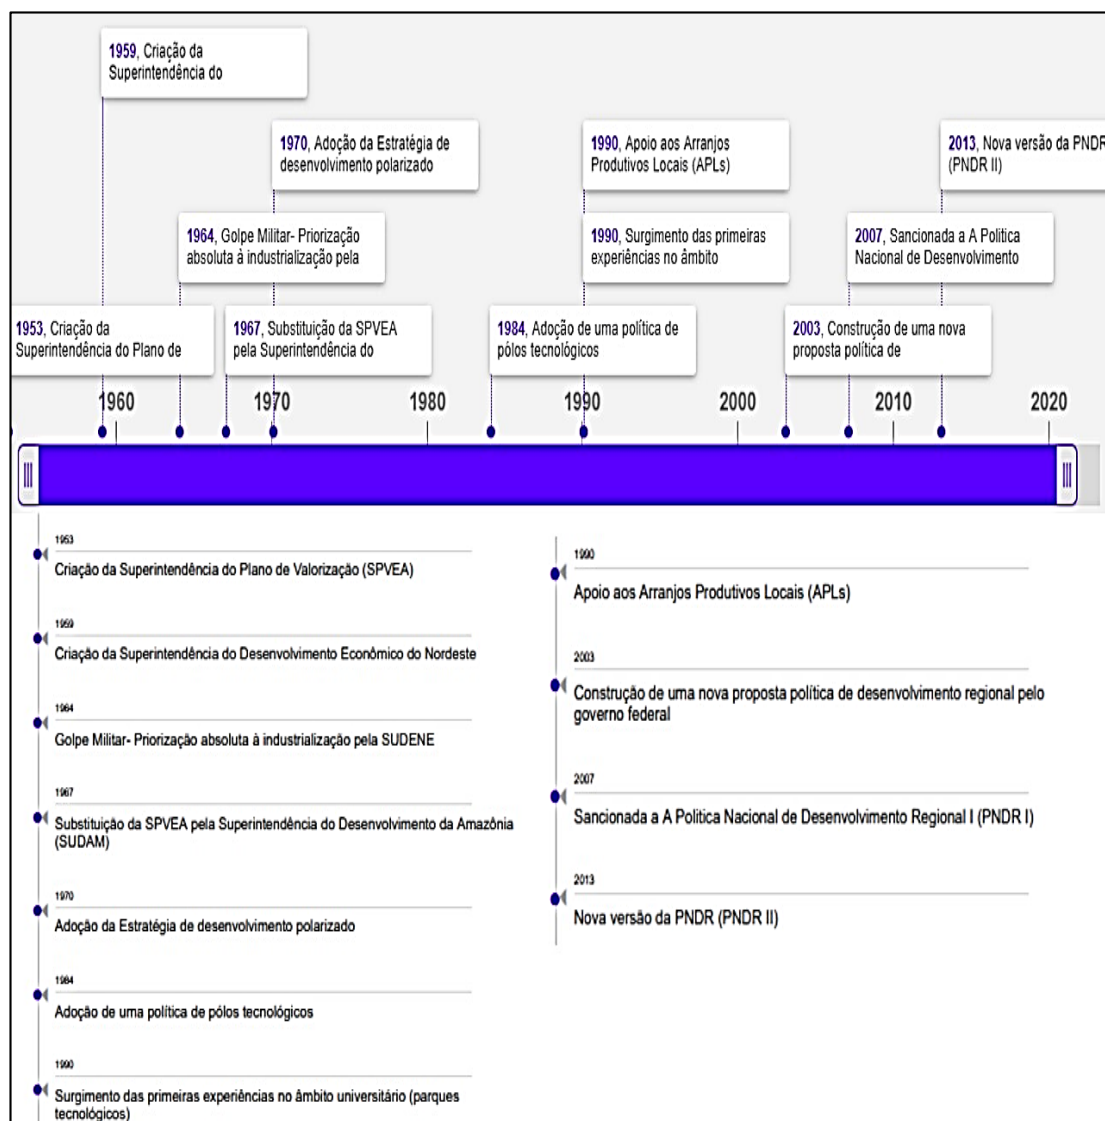 1959, Criação da
Superintendência do
1970, Adoção da Estratégia de
desenvolvimento polarizado
1990, Apoio aos Arranjos
Produtivos Locais (APLs)
2013, Nova versão da PNDR
(PNDR II)
1964, Golpe Militar- Priorização
absoluta à industrialização pela
1990, Surgimento das primeiras
experiências no âmbito
2007, Sancionada a A Politica
Nacional de Desenvolvimento
1953, Criação da
Superintendência do Plano de
1967, Substituição da SPVEA
pela Superintendência do
1984, Adoção de uma política de
pólos tecnológicos
2003, Construção de uma nova
proposta política de
1960 1970 1980 1990 2000 2010 2020
1953
Criação da Superintendência do Plano de Valorização (SPVEA)
1959
Criação da Superintendência do Desenvolvimento Econômico do Nordeste
1964
Golpe Militar- Priorização absoluta à industrialização pela SUDENE
1967
Substituição da SPVEA pela Superintendência do Desenvolvimento da Amazônia
(SUDAM)
1970
Adoção da Estratégia de desenvolvimento polarizado
1984
Adoção de uma política de pólos tecnológicos
1990
Surgimento das primeiras experiências no âmbito universitário (parques
tecnológicos)
1990
Apoio aos Arranjos Produtivos Locais (APLs)
2003
Construção de uma nova proposta política de desenvolvimento regional pelo
governo federal
2007
Sancionada a A Politica Nacional de Desenvolvimento Regional I (PNDR I)
2013
Nova versão da PNDR (PNDR II)